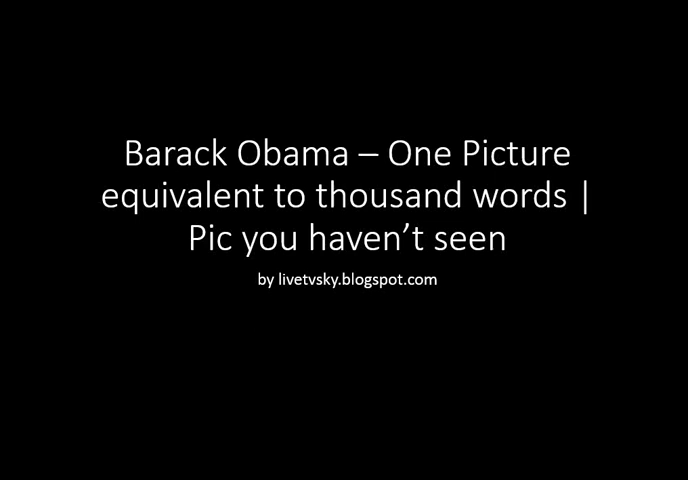 Barack Obama – One Picture
equivalent to thousand words |
Pic you haven’t seen
by livetvsky.blogspot.com